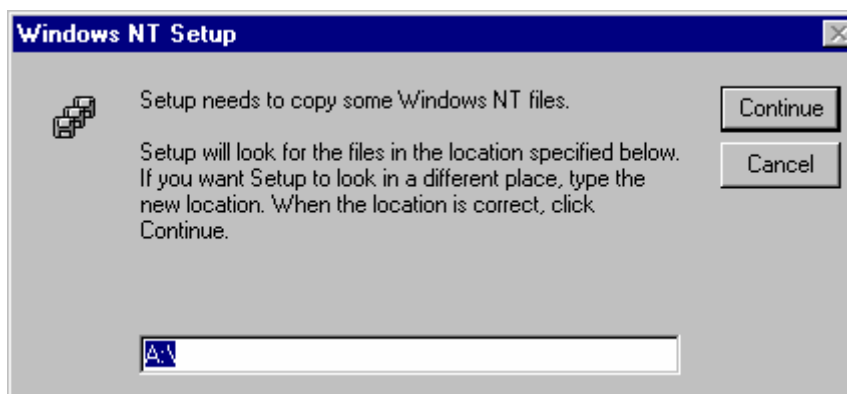 Windows NT Setup
Setup needs to copy some Windows NT files.
Continue
Setup will look for the files in the location specified below.
If you want Setup to look in a different place, type the
new location. When the location is correct, click
Continue.
Cancel
A:\